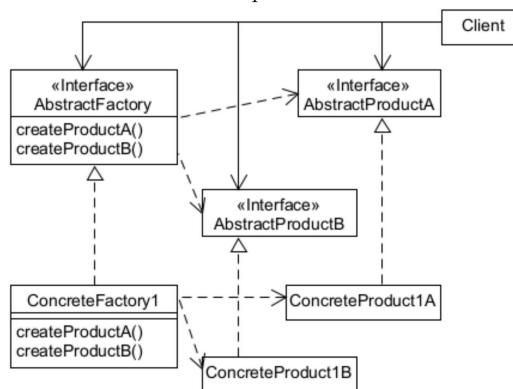 Client
«Interface»
AbstractFactory
createProductA()
createProductB()
«Interface»
AbstractProductA
«Interface»
AbstractProductB
ConcreteFactory1
createProductA()
createProductB()
ConcreteProduct1A
ConcreteProduct1B